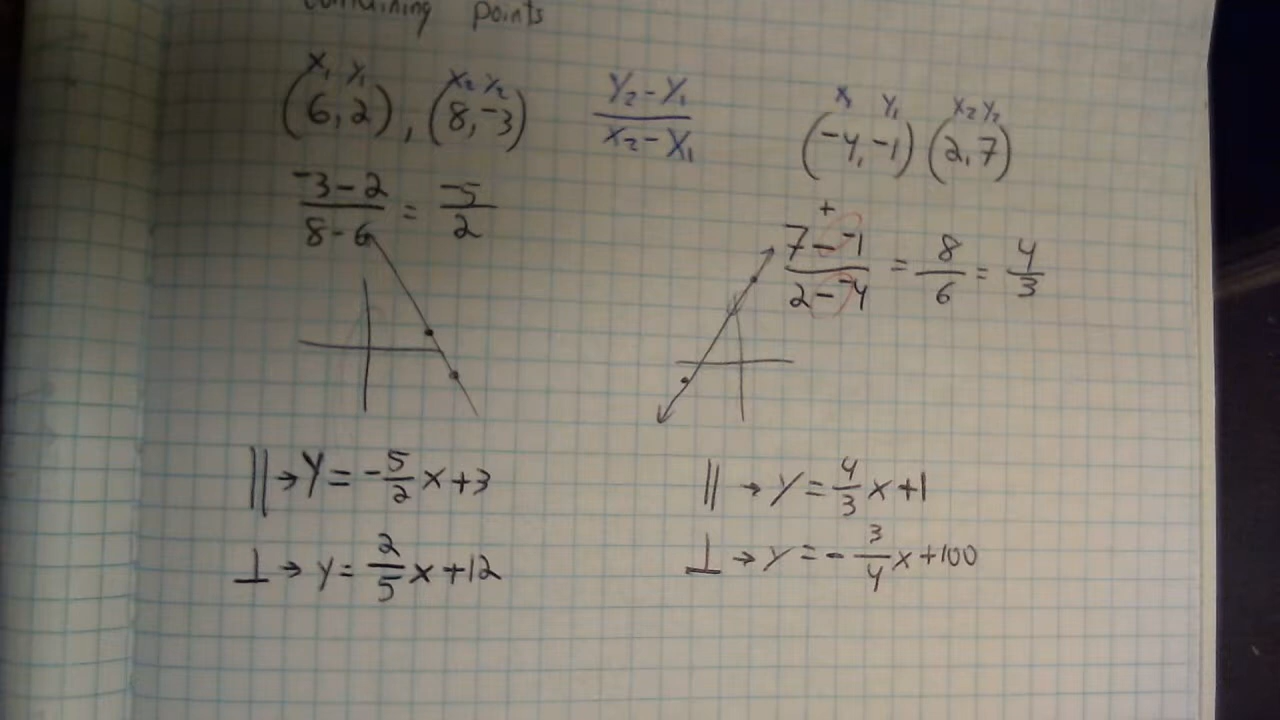 containing points
x₁ y₁
(6, 2),
x₂ y₂
(8, -3)
y₂ - y₁
x₂ - x₁
-3 - 2
8 - 6
=
-5
2
|| → y = -5/2 x + 3
⊥ → y = 2/5 x + 12
x₁ y₁
(-4, -1)
x₂ y₂
(2, 7)
+
7 - -1
2 - -4
=
8
6
=
4
3
|| → y = 4/3 x + 1
⊥ → y = - 3/4 x + 100